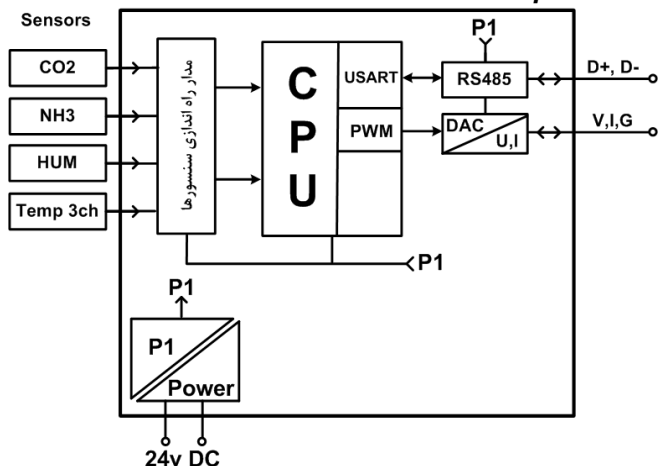 Sensors
CO2
NH3
HUM
Temp 3ch
مدار راه اندازی سنسورها
CPU
USART
PWM
P1
RS485
DAC
U,I
D+, D-
V,I,G
P1
P1
P1
Power
24v DC